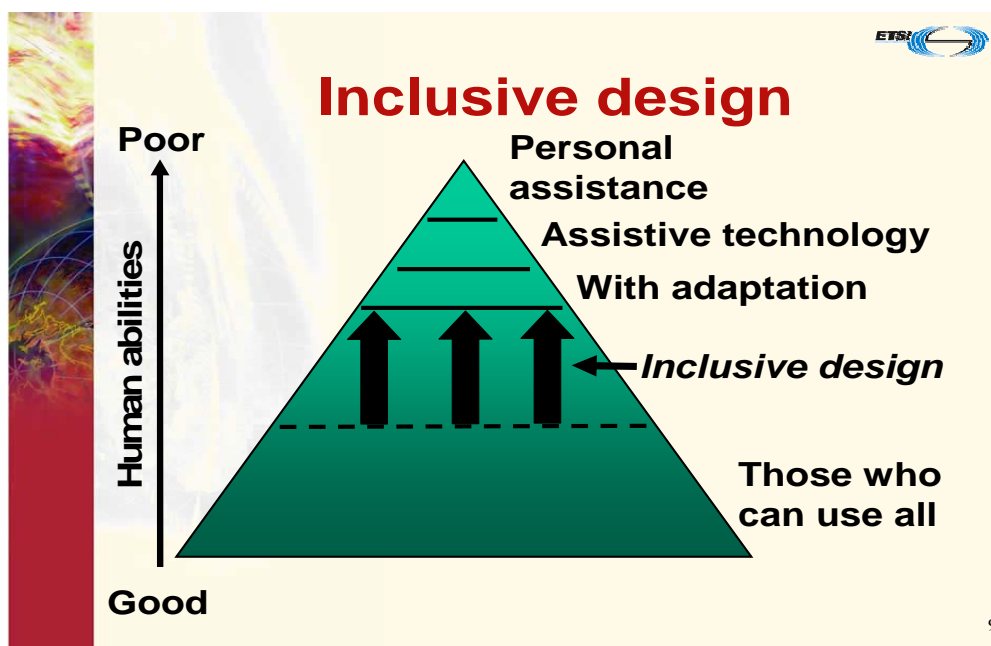 ETSI
Inclusive design
Poor
Personal
assistance
Assistive technology
With adaptation
Human abilities
Inclusive design
Those who
can use all
Good